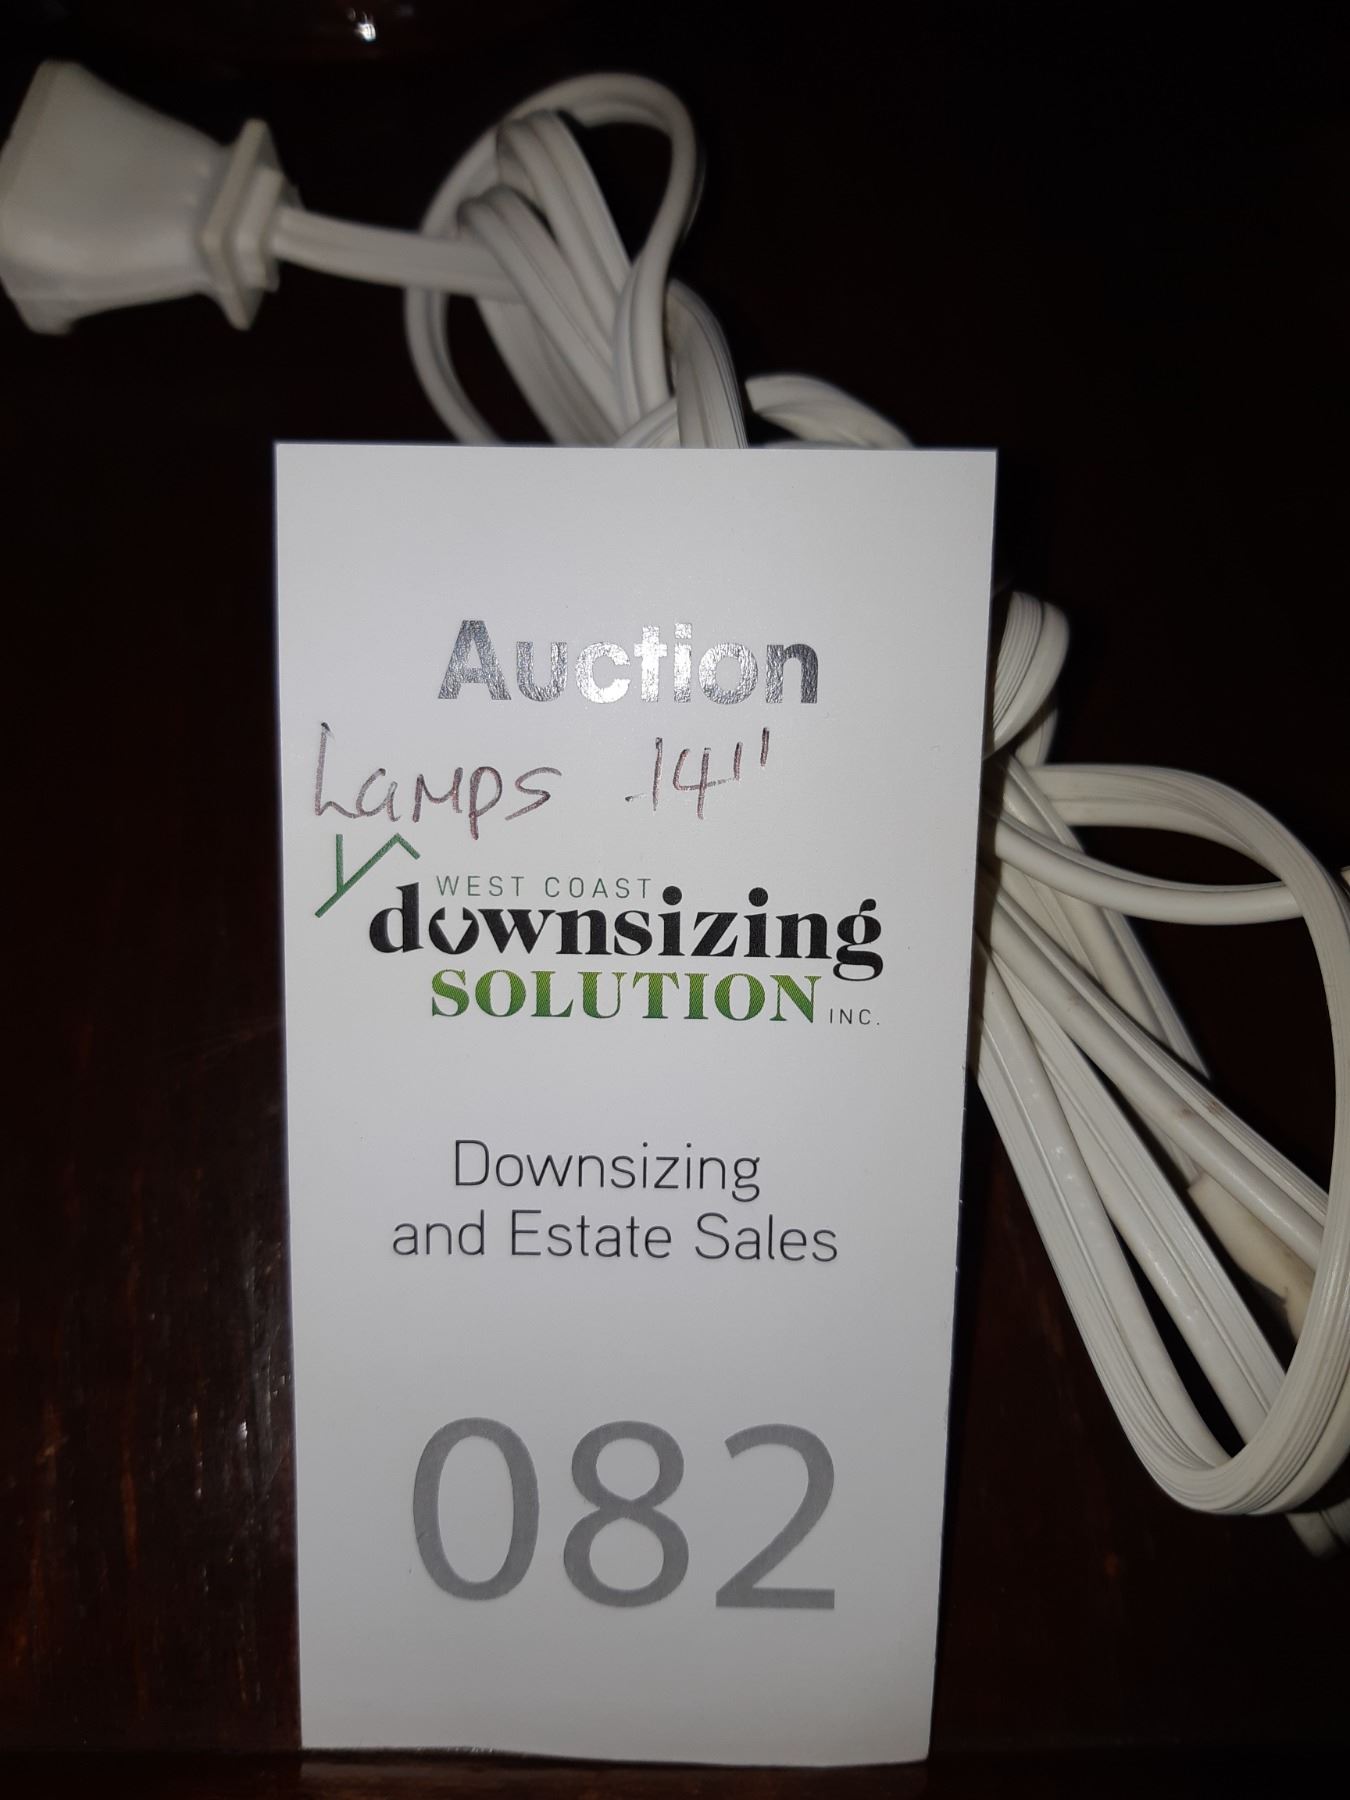 Auction
Lamps 14"
WEST COAST
downsizing
SOLUTION INC.
Downsizing
and Estate Sales
082